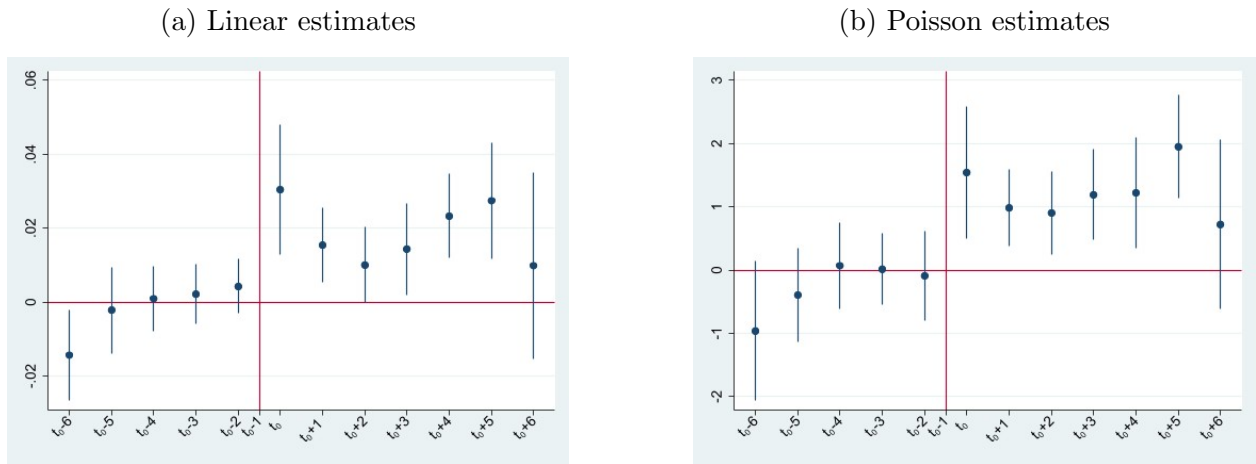 (a) Linear estimates
(b) Poisson estimates
.06
.04
.02
0
-.02
t₀-6 t₀-5 t₀-4 t₀-3 t₀-2 t₀-1 t₀ t₀+1 t₀+2 t₀+3 t₀+4 t₀+5 t₀+6
3
2
1
0
-1
-2
t₀-6 t₀-5 t₀-4 t₀-3 t₀-2 t₀-1 t₀ t₀+1 t₀+2 t₀+3 t₀+4 t₀+5 t₀+6